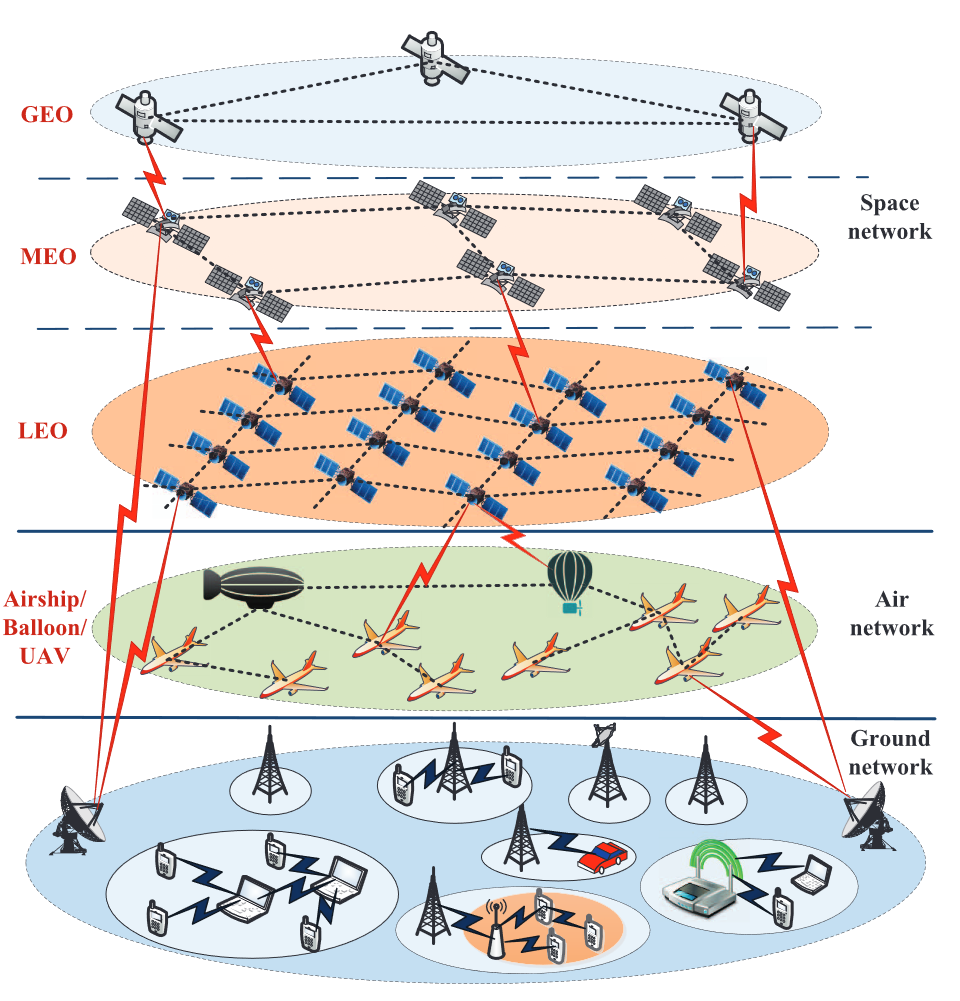 GEO
Space
network
MEO
LEO
Airship/
Balloon/
UAV
Air
network
Ground
network